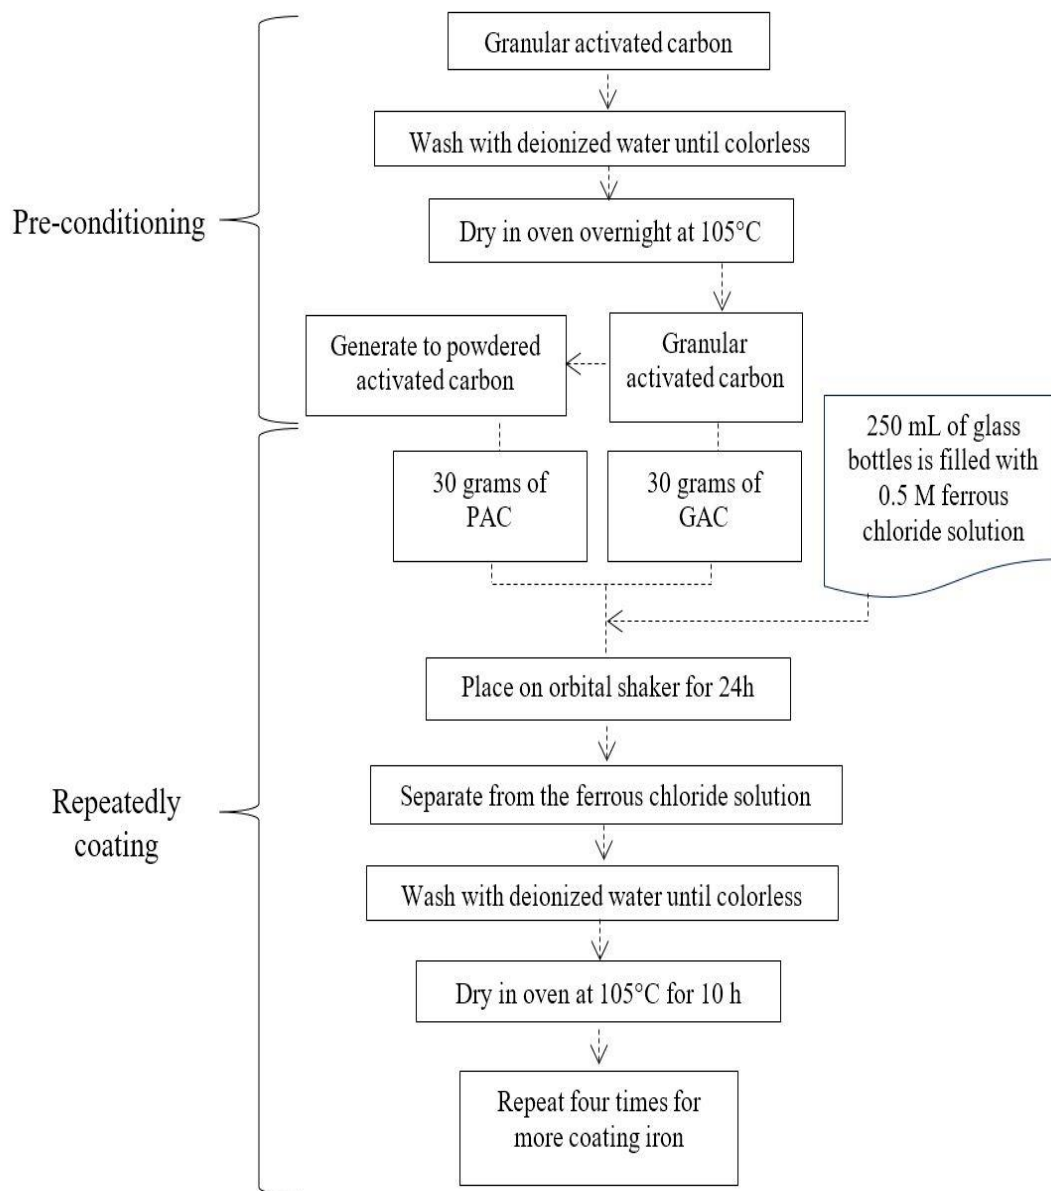 Granular activated carbon
Wash with deionized water until colorless
Pre-conditioning
Dry in oven overnight at 105°C
Generate to powdered
activated carbon
Granular
activated carbon
250 mL of glass
bottles is filled with
0.5 M ferrous
chloride solution
30 grams of
PAC
30 grams of
GAC
Place on orbital shaker for 24h
Repeatedly
coating
Separate from the ferrous chloride solution
Wash with deionized water until colorless
Dry in oven at 105°C for 10 h
Repeat four times for
more coating iron